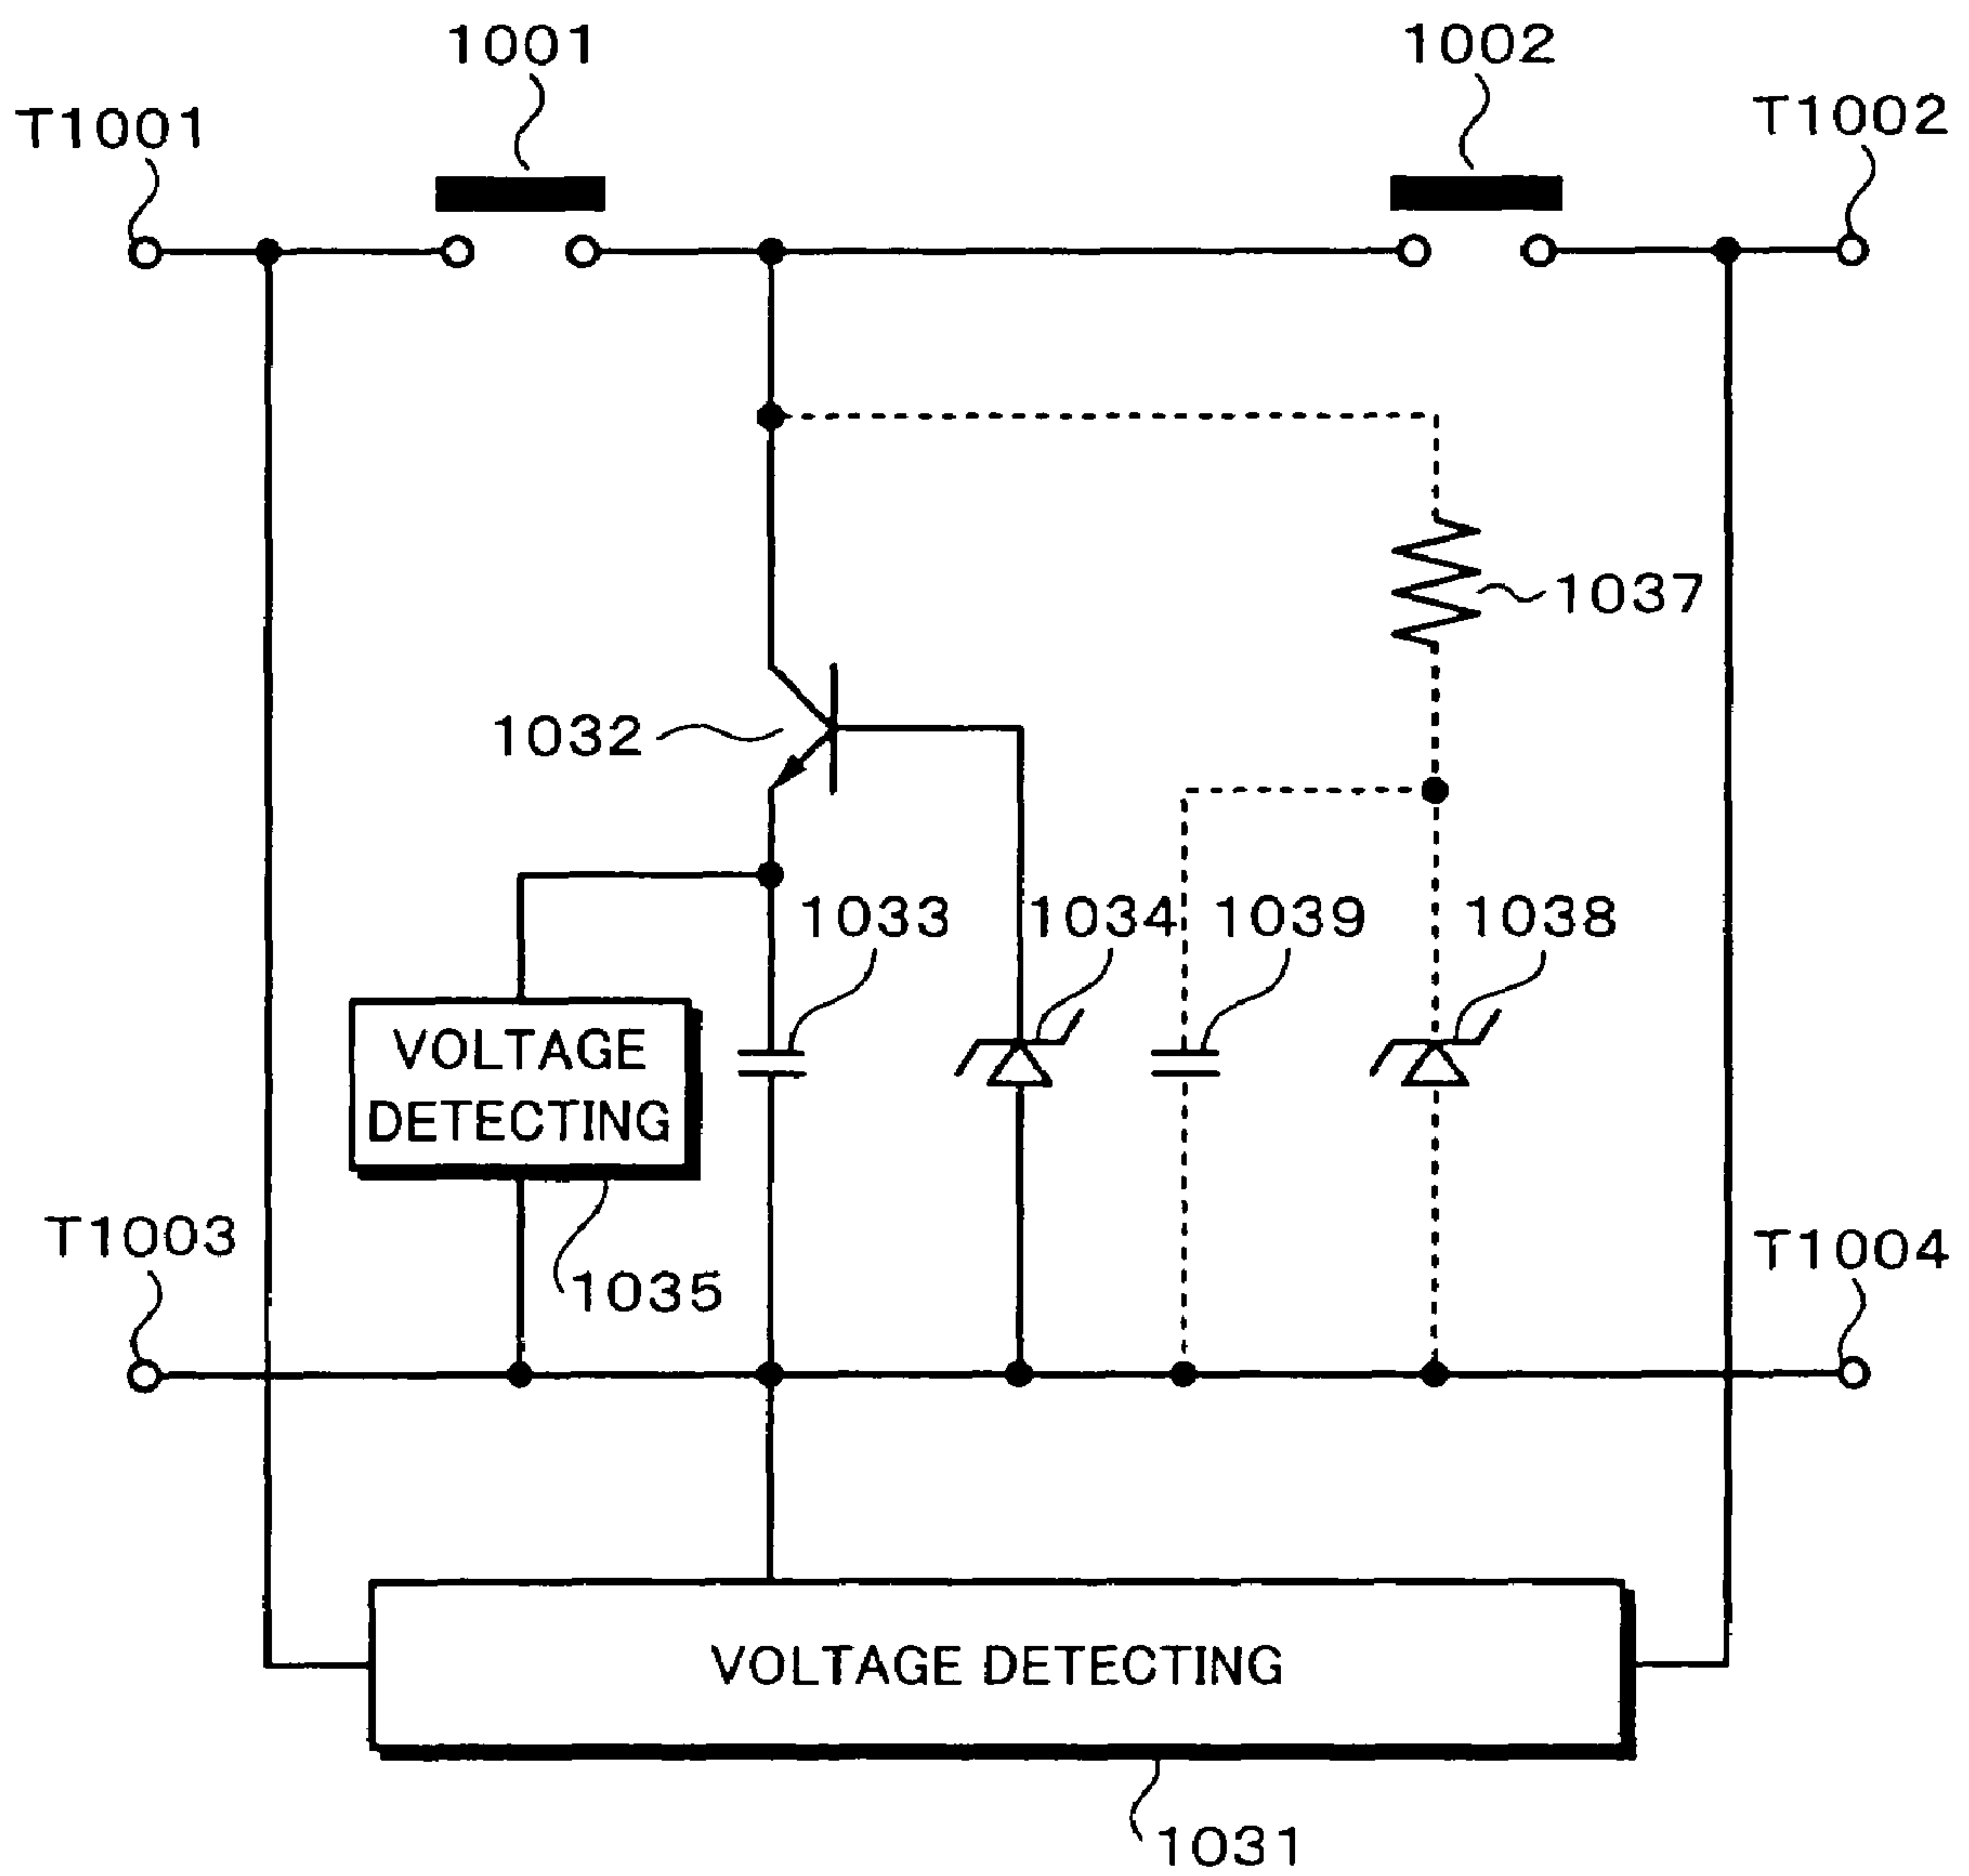 1001
1002
T1001
T1002
1037
1032
1033
1034
1039
1038
VOLTAGE
DETECTING
T1003
T1004
1035
VOLTAGE DETECTING
1031